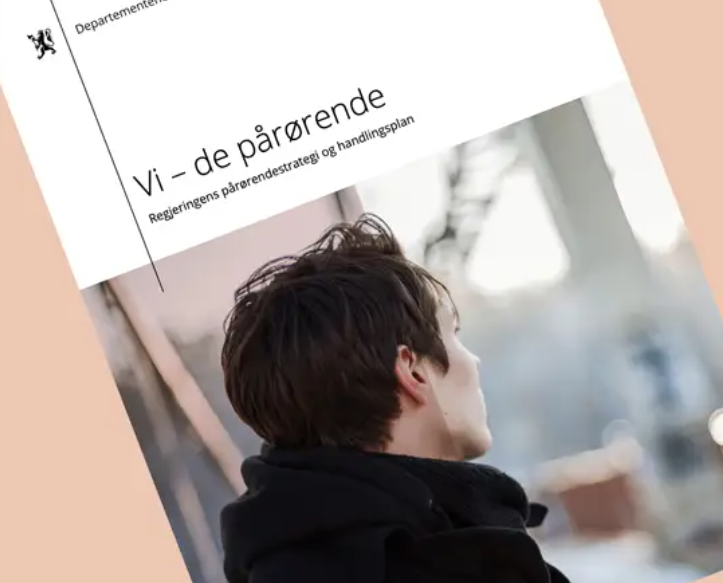 Vi – de pårørende
Regjeringens pårørendestrategi og handlingsplan